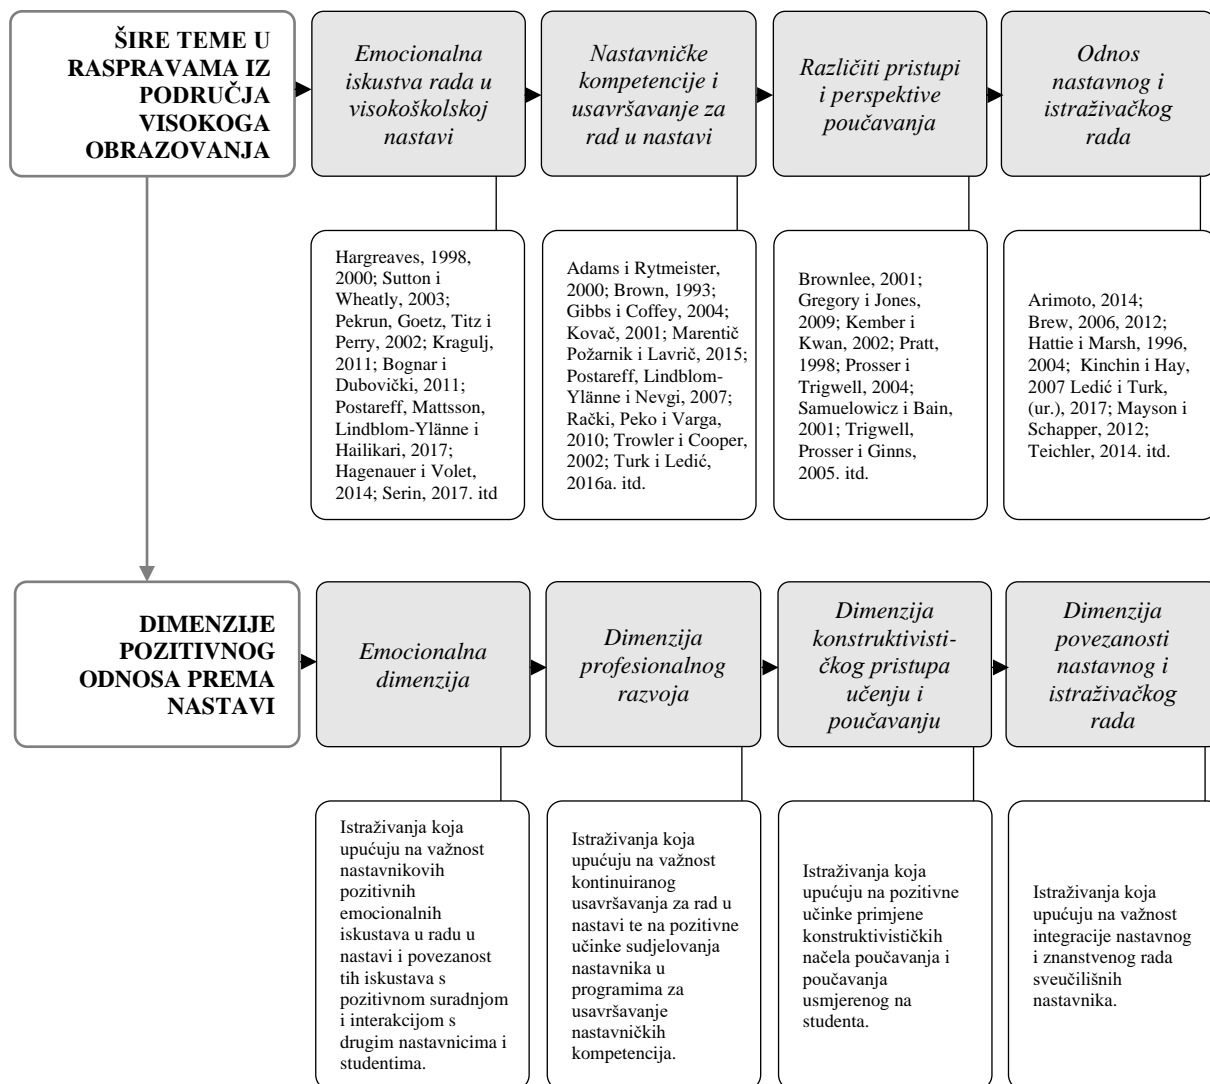 ŠIRE TEME U
RASPRAVAMA IZ
PODRUČJA
VISOKOGA
OBRAZOVANJA
Emocionalna
iskustva rada u
visokoškolskoj
nastavi
Nastavničke
kompetencije i
usavršavanje za
rad u nastavi
Različiti pristupi
i perspektive
poučavanja
Odnos
nastavnog i
istraživačkog
rada
Hargreaves, 1998,
2000; Sutton i
Wheatly, 2003;
Pekrun, Goetz, Titz i
Perry, 2002; Kragulj,
2011; Bognar i
Dubovički, 2011;
Postareff, Mattsson,
Lindblom-Ylänne i
Hailikari, 2017;
Hagenauer i Volet,
2014; Serin, 2017. itd
Adams i Rytmeister,
2000; Brown, 1993;
Gibbs i Coffey, 2004;
Kovač, 2001; Marentič
Požarnik i Lavrič, 2015;
Postareff, Lindblom-
Ylänne i Nevgi, 2007;
Rački, Peko i Varga,
2010; Trowler i Cooper,
2002; Turk i Ledić,
2016a. itd.
Brownlee, 2001;
Gregory i Jones,
2009; Kember i
Kwan, 2002; Pratt,
1998; Prosser i
Trigwell, 2004;
Samuelowicz i Bain,
2001; Trigwell,
Prosser i Ginns,
2005. itd.
Arimoto, 2014;
Brew, 2006, 2012;
Hattie i Marsh, 1996,
2004; Kinchin i Hay,
2007 Ledić i Turk,
(ur.), 2017; Mayson i
Schapper, 2012;
Teichler, 2014. itd.
DIMENZIJE
POZITIVNOG
ODNOSA PREMA
NASTAVI
Emocionalna
dimenzija
Dimenzija
profesionalnog
razvoja
Dimenzija
konstruktivisti-
čkog pristupa
učenju i
poučavanju
Dimenzija
povezanosti
nastavnog i
istraživačkog
rada
Istraživanja koja
upućuju na važnost
nastavnikovih
pozitivnih
emocionalnih
iskustava u radu u
nastavi i povezanost
tih iskustava s
pozitivnom suradnjom
i interakcijom s
drugim nastavnicima i
studentima.
Istraživanja koja
upućuju na važnost
kontinuiranog
usavršavanja za rad u
nastavi te na pozitivne
učinke sudjelovanja
nastavnika u
programima za
usavršavanje
nastavničkih
kompetencija.
Istraživanja koja
upućuju na pozitivne
učinke primjene
konstruktivističkih
načela poučavanja i
poučavanja
usmjerenog na
studenta.
Istraživanja koja
upućuju na važnost
integracije nastavnog
i znanstvenog rada
sveučilišnih
nastavnika.